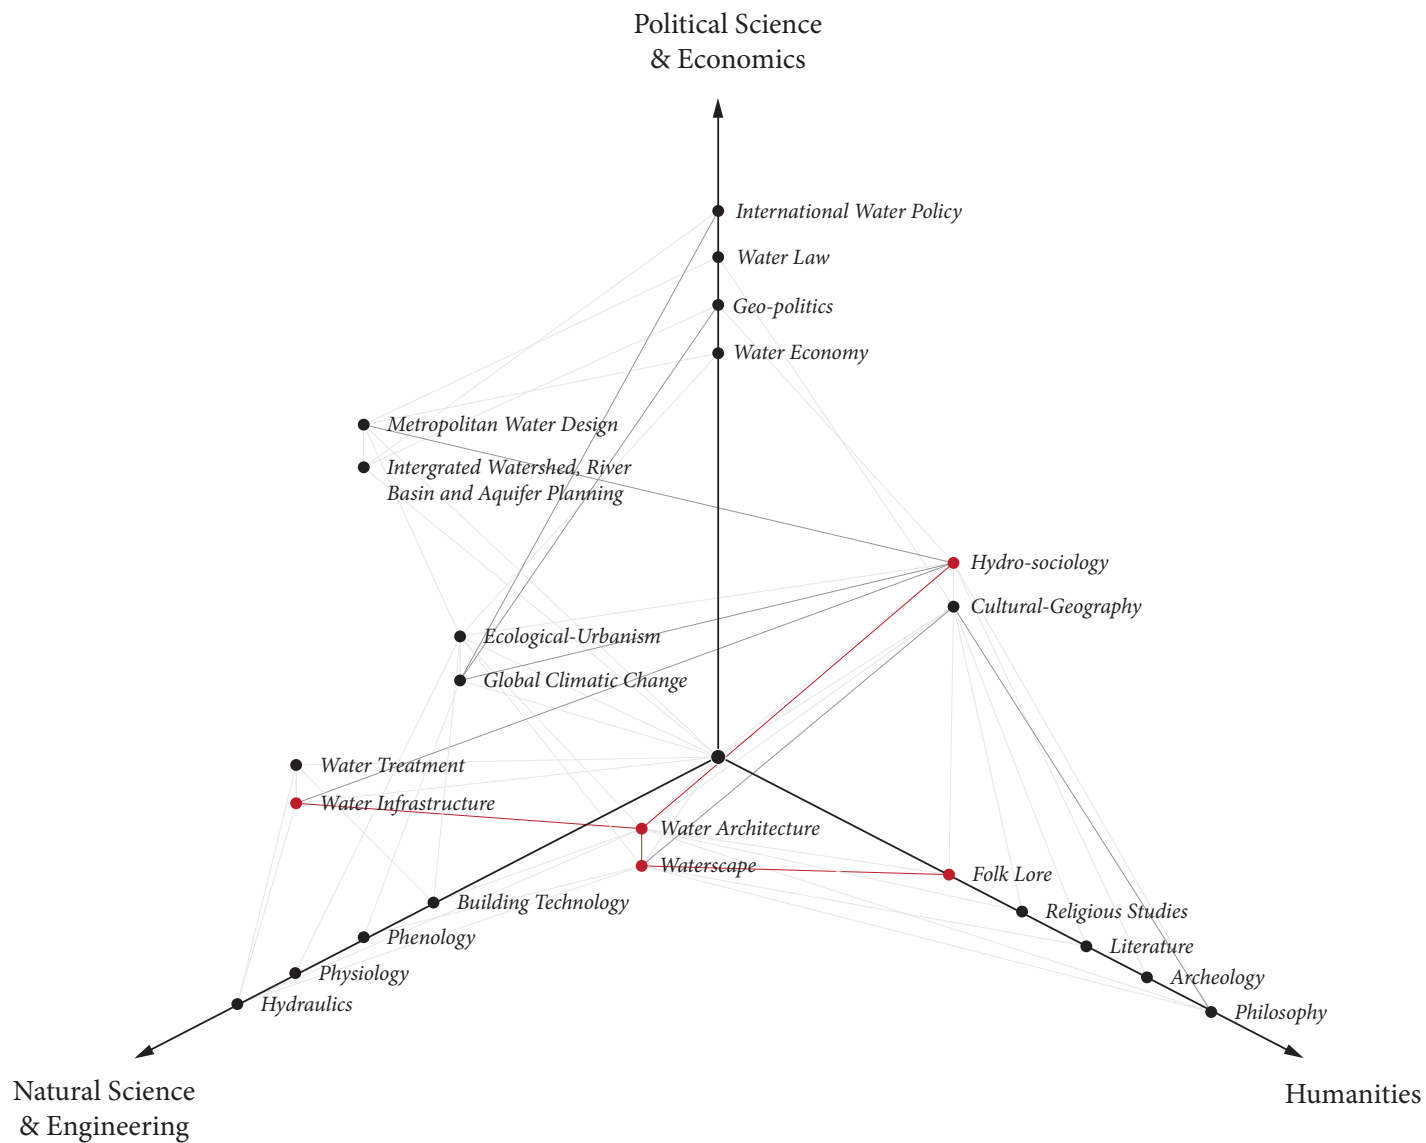 Political Science
& Economics
International Water Policy
Water Law
Geo-politics
Water Economy
Metropolitan Water Design
Intergrated Watershed, River
Basin and Aquifer Planning
Hydro-sociology
Cultural-Geography
Ecological-Urbanism
Global Climatic Change
Water Treatment
Water Infrastructure
Water Architecture
Waterscape
Folk Lore
Building Technology
Religious Studies
Phenology
Literature
Physiology
Archeology
Hydraulics
Philosophy
Natural Science
& Engineering
Humanities